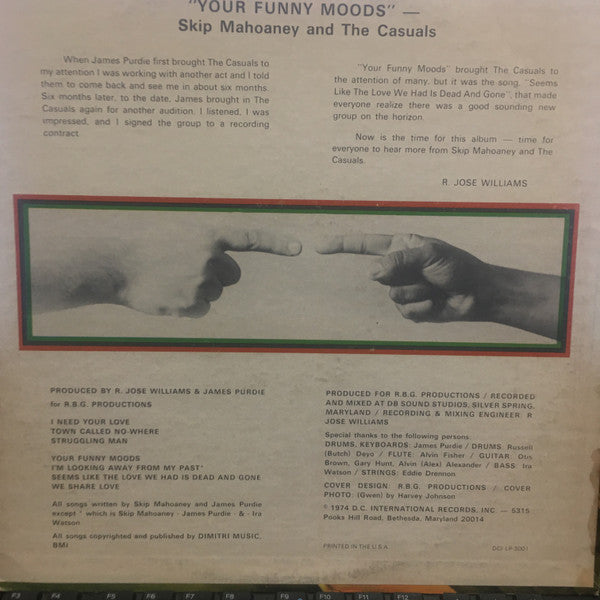 "YOUR FUNNY MOODS" —
Skip Mahoaney and The Casuals
When James Purdie first brought The Casuals to
my attention I was working with another act and I told
them to come back and see me in about six months.
Six months later, to the date, James brought in The
Casuals again for another audition. I listened, I was
impressed, and I signed the group to a recording
contract.
"Your Funny Moods" brought The Casuals to
the attention of many, but it was the song, "Seems
Like The Love We Had Is Dead And Gone", that made
everyone realize there was a good sounding new
group on the horizon.
Now is the time for this album — time for
everyone to hear more from Skip Mahoaney and The
Casuals.
R. JOSE WILLIAMS
PRODUCED BY R. JOSE WILLIAMS & JAMES PURDIE
for R.B.G. PRODUCTIONS
I NEED YOUR LOVE
TOWN CALLED NO-WHERE
STRUGGLING MAN
YOUR FUNNY MOODS
*I'M LOOKING AWAY FROM MY PAST*
SEEMS LIKE THE LOVE WE HAD IS DEAD AND GONE
WE SHARE LOVE
All songs written by Skip Mahoaney and James Purdie
except * which is Skip Mahoaney - James Purdie - & - Ira
Watson
All songs copyrighted and published by DIMITRI MUSIC,
BMI
PRODUCED FOR R.B.G. PRODUCTIONS / RECORDED
AND MIXED AT DB SOUND STUDIOS, SILVER SPRING,
MARYLAND / RECORDING & MIXING ENGINEER: R
JOSE WILLIAMS
Special thanks to the following persons:
DRUMS, KEYBOARDS: James Purdie / DRUMS: Russell
(Butch) Deyo / FLUTE: Alvin Fisher / GUITAR: Otis
Brown, Gary Hunt, Alvin (Alex) Alexander / BASS: Ira
Watson / STRINGS: Eddie Drennon
COVER DESIGN: R.B.G. PRODUCTIONS / COVER
PHOTO: (Gwen) by Harvey Johnson
© 1974 D.C. INTERNATIONAL RECORDS, INC. — 5315
Pooks Hill Road, Bethesda, Maryland 20014
PRINTED IN THE U.S.A. DCI LP-3001
F3 F4 F5 F6 F7 F8 F9 F10 F11 F12